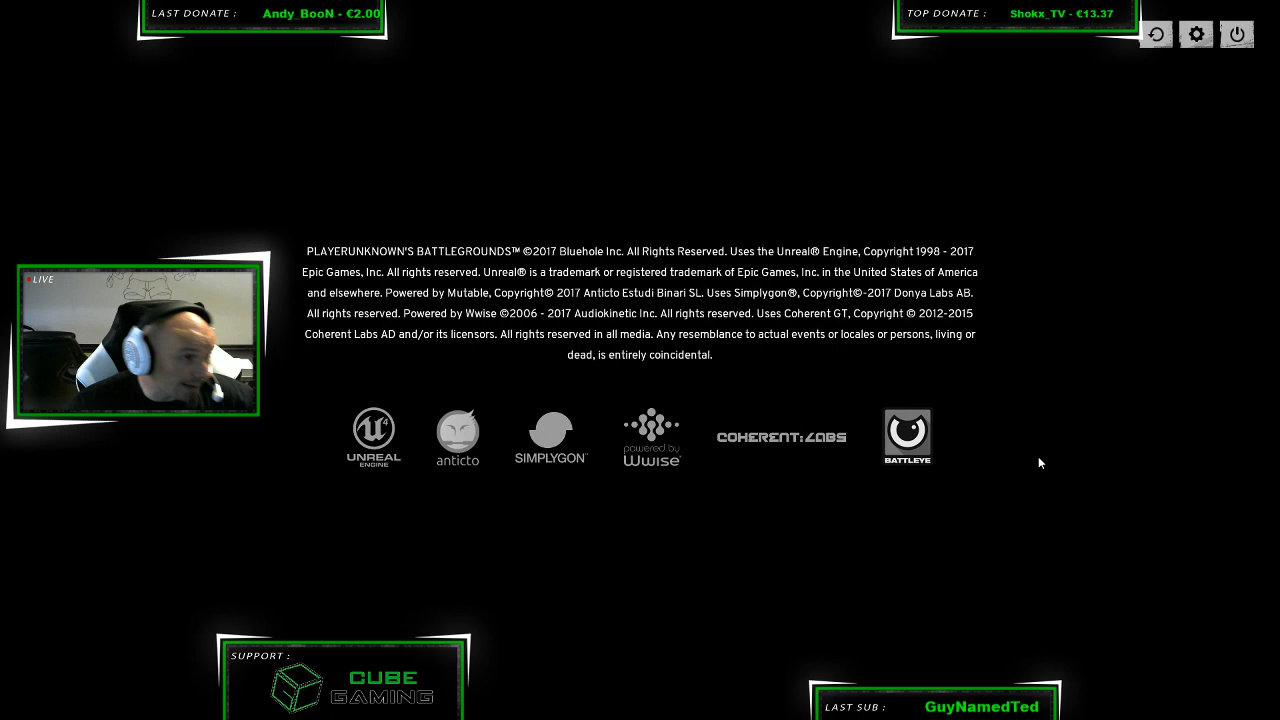 LAST DONATE : Andy_BooN - €2.00
TOP DONATE : Shokx_TV - €13.37
PLAYERUNKNOWN'S BATTLEGROUNDS™ ©2017 Bluehole Inc. All Rights Reserved. Uses the Unreal® Engine, Copyright 1998 - 2017
Epic Games, Inc. All rights reserved. Unreal® is a trademark or registered trademark of Epic Games, Inc. in the United States of America
and elsewhere. Powered by Mutable, Copyright© 2017 Anticto Estudi Binari SL. Uses Simplygon®, Copyright©-2017 Donya Labs AB.
All rights reserved. Powered by Wwise ©2006 - 2017 Audiokinetic Inc. All rights reserved. Uses Coherent GT, Copyright © 2012-2015
Coherent Labs AD and/or its licensors. All rights reserved in all media. Any resemblance to actual events or locales or persons, living or
dead, is entirely coincidental.
LIVE
UNREAL
ENGINE
anticto
SIMPLYGON™
powered by
Wwise®
COHERENT:LABS
BATTLEYE
SUPPORT :
CUBE
GAMING
LAST SUB : GuyNamedTed